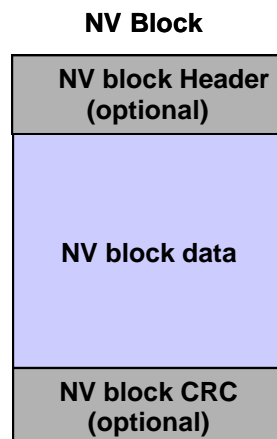 NV Block
NV block Header
(optional)
NV block data
NV block CRC
(optional)